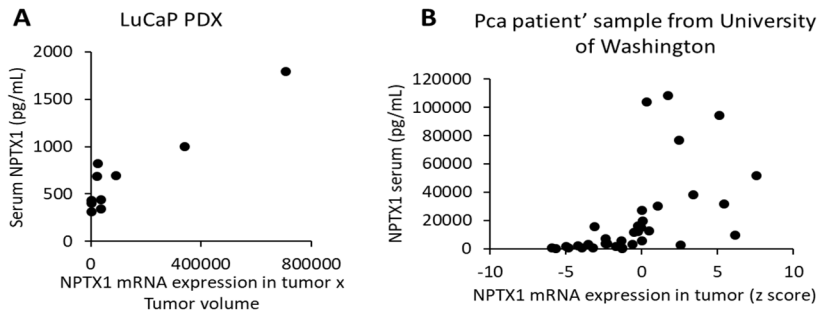 A
LuCaP PDX
Serum NPTX1 (pg/mL)
2000
1500
1000
500
0
0
400000
800000
NPTX1 mRNA expression in tumor x
Tumor volume
B
Pca patient’ sample from University
of Washington
NPTX1 serum (pg/mL)
120000
100000
80000
60000
40000
20000
0
-10
-5
0
5
10
NPTX1 mRNA expression in tumor (z score)